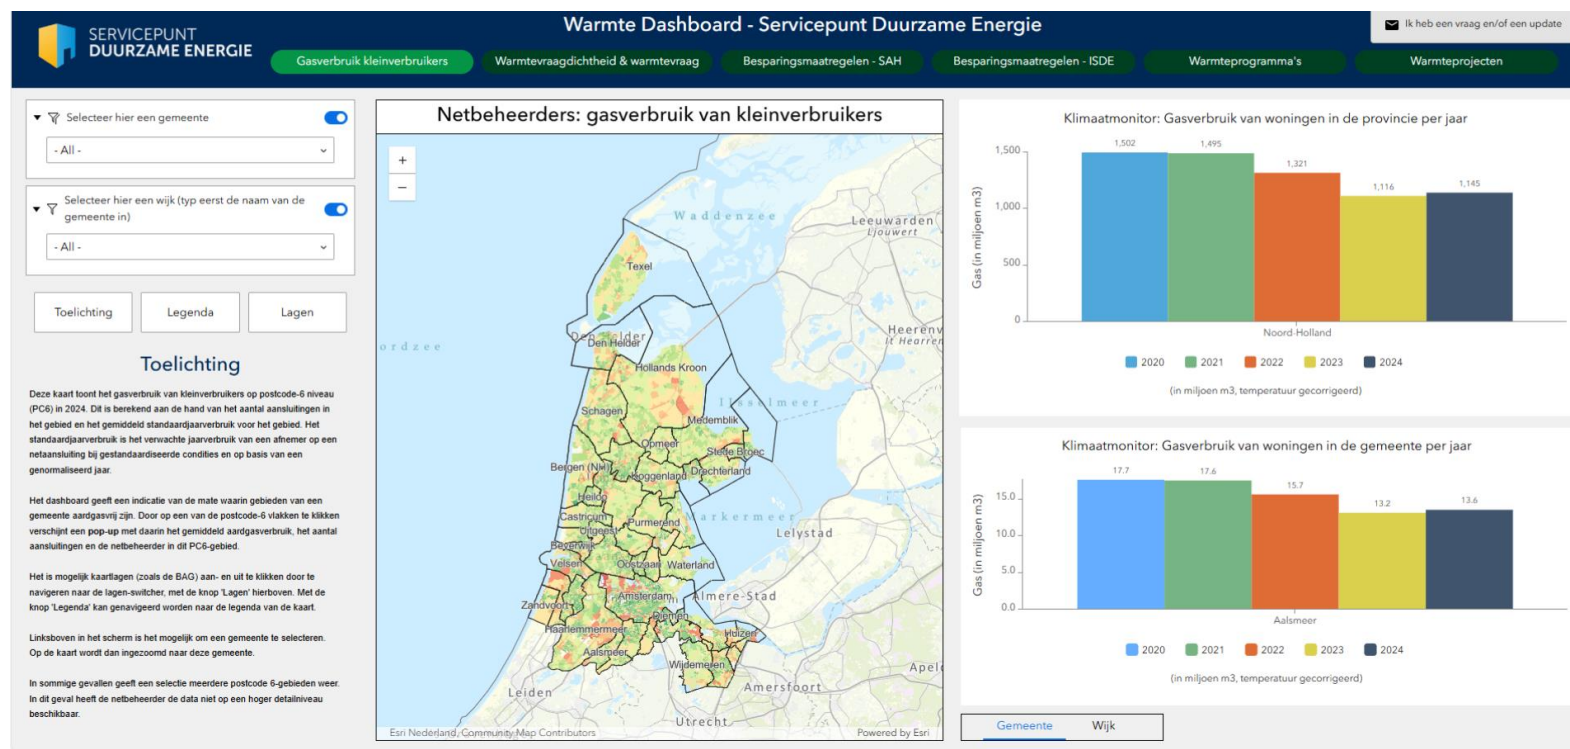 SERVICEPUNT
DUURZAME ENERGIE
Warmte Dashboard - Servicepunt Duurzame Energie
Ik heb een vraag en/of een update
Gasverbruik kleinverbruikers
Warmtevraagdichtheid & warmtevraag
Besparingsmaatregelen - SAH
Besparingsmaatregelen - ISDE
Warmteprogramma's
Warmteprojecten
Selecteer hier een gemeente
- All -
Selecteer hier een wijk (typ eerst de naam van de
gemeente in)
- All -
Toelichting
Legenda
Lagen
Toelichting
Deze kaart toont het gasverbruik van kleinverbruikers op postcode-6 niveau
(PC6) in 2024. Dit is berekend aan de hand van het aantal aansluitingen in
het gebied en het gemiddeld standaardjaarverbruik voor het gebied. Het
standaardjaarverbruik is het verwachte jaarverbruik van een afnemer op een
netaansluiting bij gestandaardiseerde condities en op basis van een
genormaliseerd jaar.
Het dashboard geeft een indicatie van de mate waarin gebieden van een
gemeente aardgasvrij zijn. Door op een van de postcode-6 vlakken te klikken
verschijnt een pop-up met daarin het gemiddeld aardgasverbruik, het aantal
aansluitingen en de netbeheerder in dit PC6-gebied.
Het is mogelijk kaartlagen (zoals de BAG) aan- en uit te klikken door te
navigeren naar de lagen-switcher, met de knop 'Lagen' hierboven. Met de
knop 'Legenda' kan genavigeerd worden naar de legenda van de kaart.
Linksboven in het scherm is het mogelijk om een gemeente te selecteren.
Op de kaart wordt dan ingezoomd naar deze gemeente.
In sommige gevallen geeft een selectie meerdere postcode 6-gebieden weer.
In dit geval heeft de netbeheerder de data niet op een hoger detailniveau
beschikbaar.
Netbeheerders: gasverbruik van kleinverbruikers
+
−
Waddenzee
Leeuwarden
Ljouwert
Texel
Den Helder
Den Helder
Heerenv
It Hearren
ordzee
Hollands Kroon
IJsselmeer
Schagen
Medemblik
Opmeer
Stede Broec
Bergen (NH)
Koggenland
Drechterland
Heiloo
Castricum
Purmerend
Markermeer
Uitgeest
Lelystad
Beverwijk
Velsen
Oostzaan
Waterland
Amsterdam
Almere-Stad
Zandvoort
Diemen
Haarlemmermeer
Huizen
Aalsmeer
Wijdemeren
Apel
Amersfoort
Leiden
Utrecht
Esri Nederland, Community Map Contributors
Powered by Esri
Klimaatmonitor: Gasverbruik van woningen in de provincie per jaar
Gas (in miljoen m3)
1,500
1,000
500
0
1,502
1,495
1,321
1,116
1,145
Noord-Holland
2020
2021
2022
2023
2024
(in miljoen m3, temperatuur gecorrigeerd)
Klimaatmonitor: Gasverbruik van woningen in de gemeente per jaar
Gas (in miljoen m3)
15.0
10.0
5.0
0.0
17.7
17.6
15.7
13.2
13.6
Aalsmeer
2020
2021
2022
2023
2024
(in miljoen m3, temperatuur gecorrigeerd)
Gemeente
Wijk